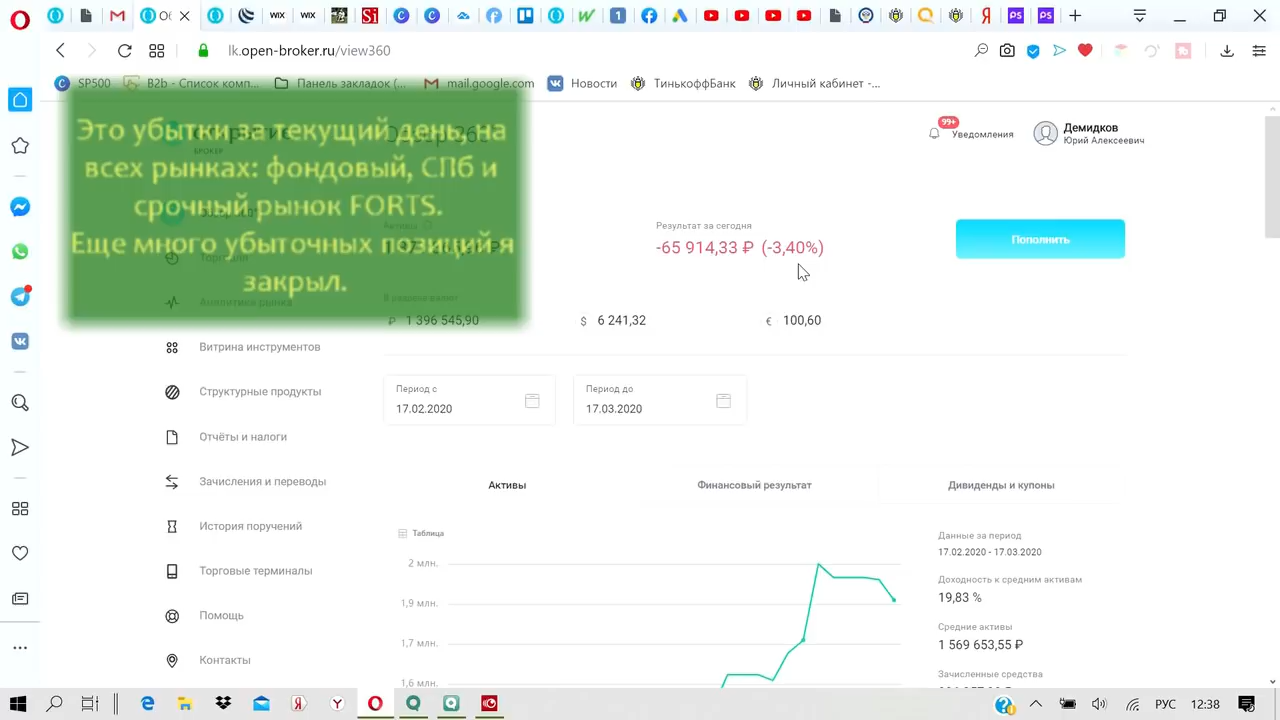 lk.open-broker.ru/view360
SP500
B2b - Список комп...
Панель закладок (...
mail.google.com
Новости
ТинькоффБанк
Личный кабинет -...
Это убытки за текущий день, на
всех рынках: фондовый, СПб и
срочный рынок FORTS.
Еще много убыточных позиций я
закрыл.
БРОКЕР
99+
Уведомления
Демидков
Юрий Алексеевич
Результат за сегодня
-65 914,33 ₽ (-3,40%)
Пополнить
Аналитика рынка
₽ 1 396 545,90
$ 6 241,32
€ 100,60
Витрина инструментов
Структурные продукты
Отчёты и налоги
Зачисления и переводы
История поручений
Торговые терминалы
Помощь
Контакты
Период с
17.02.2020
Период до
17.03.2020
Активы
Финансовый результат
Дивиденды и купоны
Таблица
2 млн.
1,9 млн.
1,7 млн.
1,6 млн.
Данные за период
17.02.2020 - 17.03.2020
Доходность к средним активам
19,83 %
Средние активы
1 569 653,55 ₽
Зачисленные средства
РУС
12:38